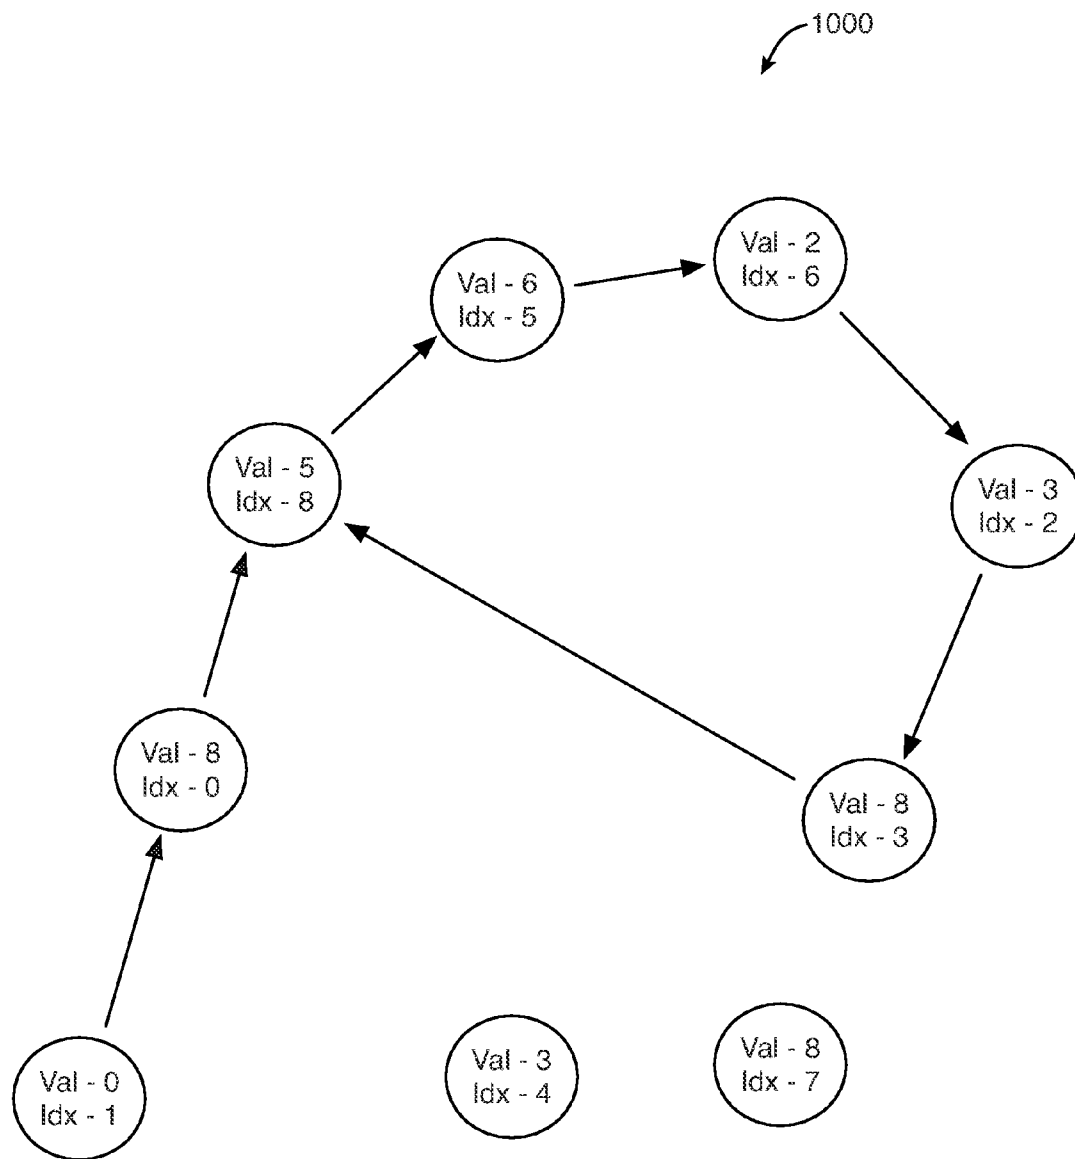 1000
Val - 2
Idx - 6
Val - 6
Idx - 5
Val - 5
Idx - 8
Val - 3
Idx - 2
Val - 8
Idx - 0
Val - 8
Idx - 3
Val - 0
Idx - 1
Val - 3
Idx - 4
Val - 8
Idx - 7